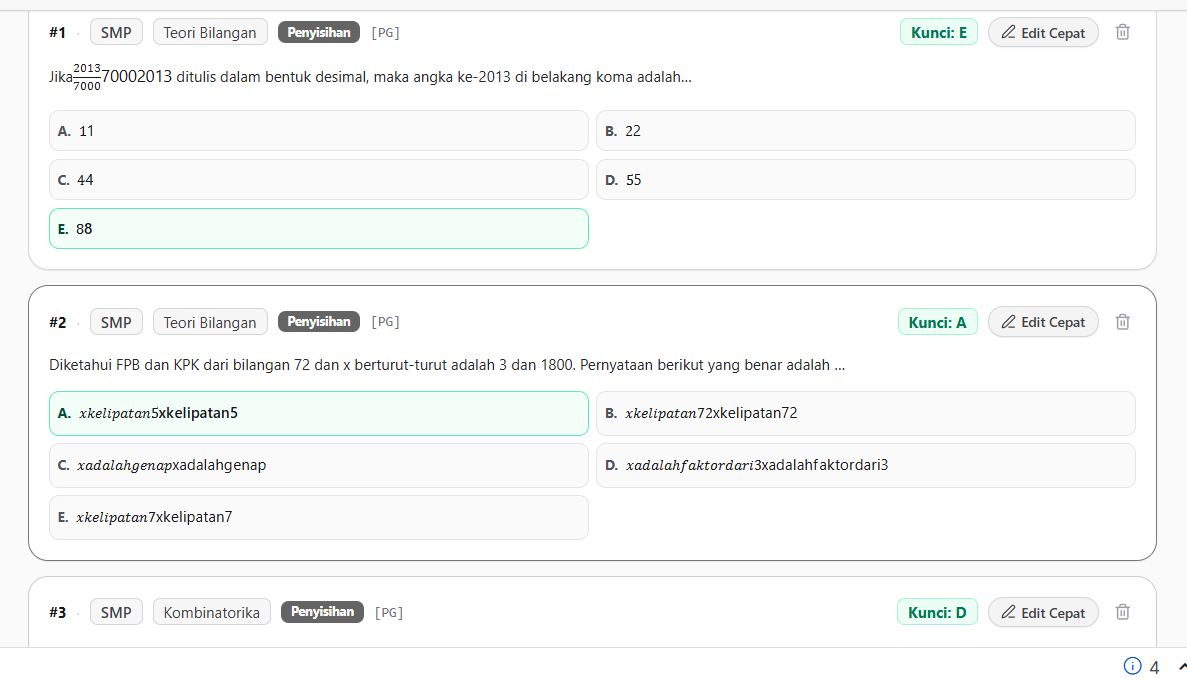 #1 · SMP Teori Bilangan Penyisihan [PG] Kunci: E Edit Cepat
Jika 2013/7000 70002013 ditulis dalam bentuk desimal, maka angka ke-2013 di belakang koma adalah...
A. 11 B. 22
C. 44 D. 55
E. 88
#2 · SMP Teori Bilangan Penyisihan [PG] Kunci: A Edit Cepat
Diketahui FPB dan KPK dari bilangan 72 dan x berturut-turut adalah 3 dan 1800. Pernyataan berikut yang benar adalah ...
A. xkelipatan5xkelipatan5 B. xkelipatan72xkelipatan72
C. xadalahgenapxadalahgenap D. xadalahfaktordari3xadalahfaktordari3
E. xkelipatan7xkelipatan7
#3 · SMP Kombinatorika Penyisihan [PG] Kunci: D Edit Cepat
4